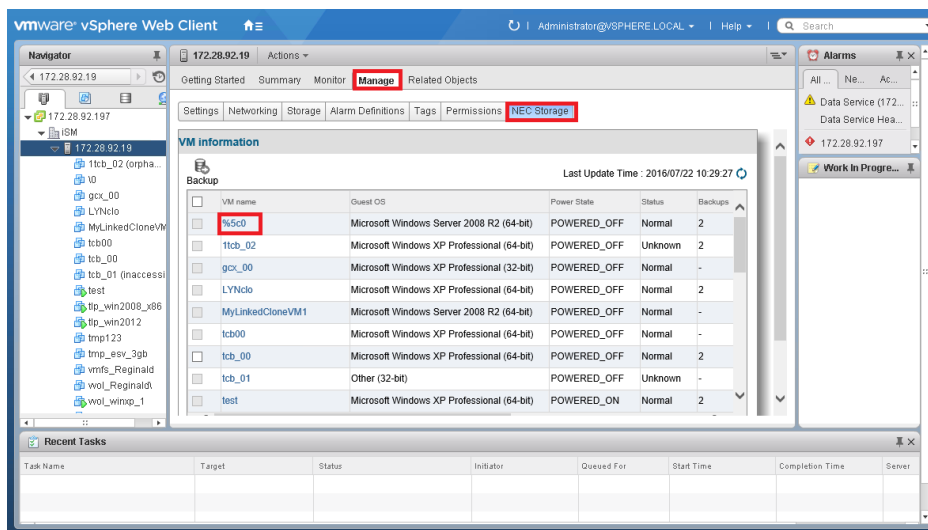 vmware® vSphere Web Client
Administrator@VSPHERE.LOCAL
Help
Search
Navigator
172.28.92.19
172.28.92.197
iSM
172.28.92.19
1tcb_02 (orpha...
\0
gcx_00
LYNclo
MyLinkedCloneVM
tcb00
tcb_00
tcb_01 (inaccessi
test
tlp_win2008_x86
tlp_win2012
tmp123
tmp_esv_3gb
vmfs_Reginald
vvol_Reginald\
vvol_winxp_1
172.28.92.19 Actions
Getting Started Summary Monitor Manage Related Objects
Settings Networking Storage Alarm Definitions Tags Permissions NEC Storage
VM information
Backup
Last Update Time : 2016/07/22 10:29:27
VM name Guest OS Power State Status Backups
%5c0 Microsoft Windows Server 2008 R2 (64-bit) POWERED_OFF Normal 2
1tcb_02 Microsoft Windows XP Professional (64-bit) POWERED_OFF Unknown 2
gcx_00 Microsoft Windows XP Professional (32-bit) POWERED_OFF Normal -
LYNclo Microsoft Windows XP Professional (64-bit) POWERED_OFF Normal 2
MyLinkedCloneVM1 Microsoft Windows Server 2008 R2 (64-bit) POWERED_OFF Normal -
tcb00 Microsoft Windows XP Professional (64-bit) POWERED_OFF Normal -
tcb_00 Microsoft Windows XP Professional (64-bit) POWERED_OFF Normal 2
tcb_01 Other (32-bit) POWERED_OFF Unknown -
test Microsoft Windows XP Professional (64-bit) POWERED_ON Normal 2
Alarms
All ... Ne... Ac...
Data Service (172...
Data Service Hea...
172.28.92.197
Work In Progre...
Recent Tasks
Task Name Target Status Initiator Queued For Start Time Completion Time Server